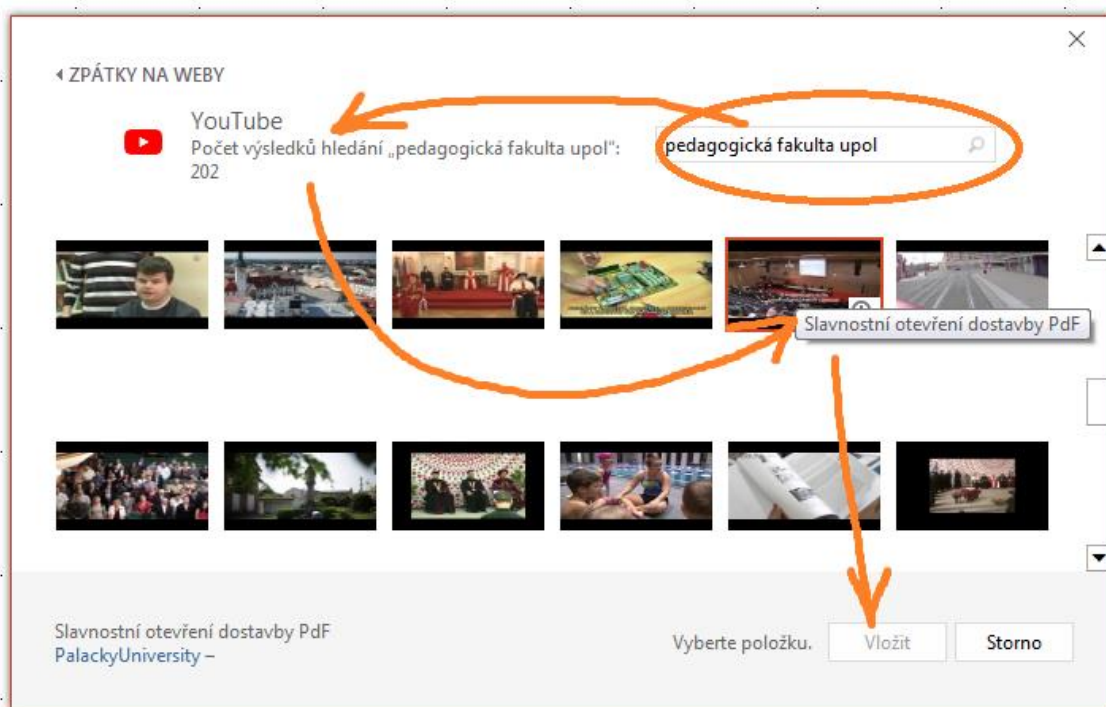 ZPÁTKY NA WEBY
YouTube
Počet výsledků hledání „pedagogická fakulta upol“:
202
pedagogická fakulta upol
Slavnostní otevření dostavby PdF
Slavnostní otevření dostavby PdF
PalackyUniversity –
Vyberte položku.
Vložit
Storno